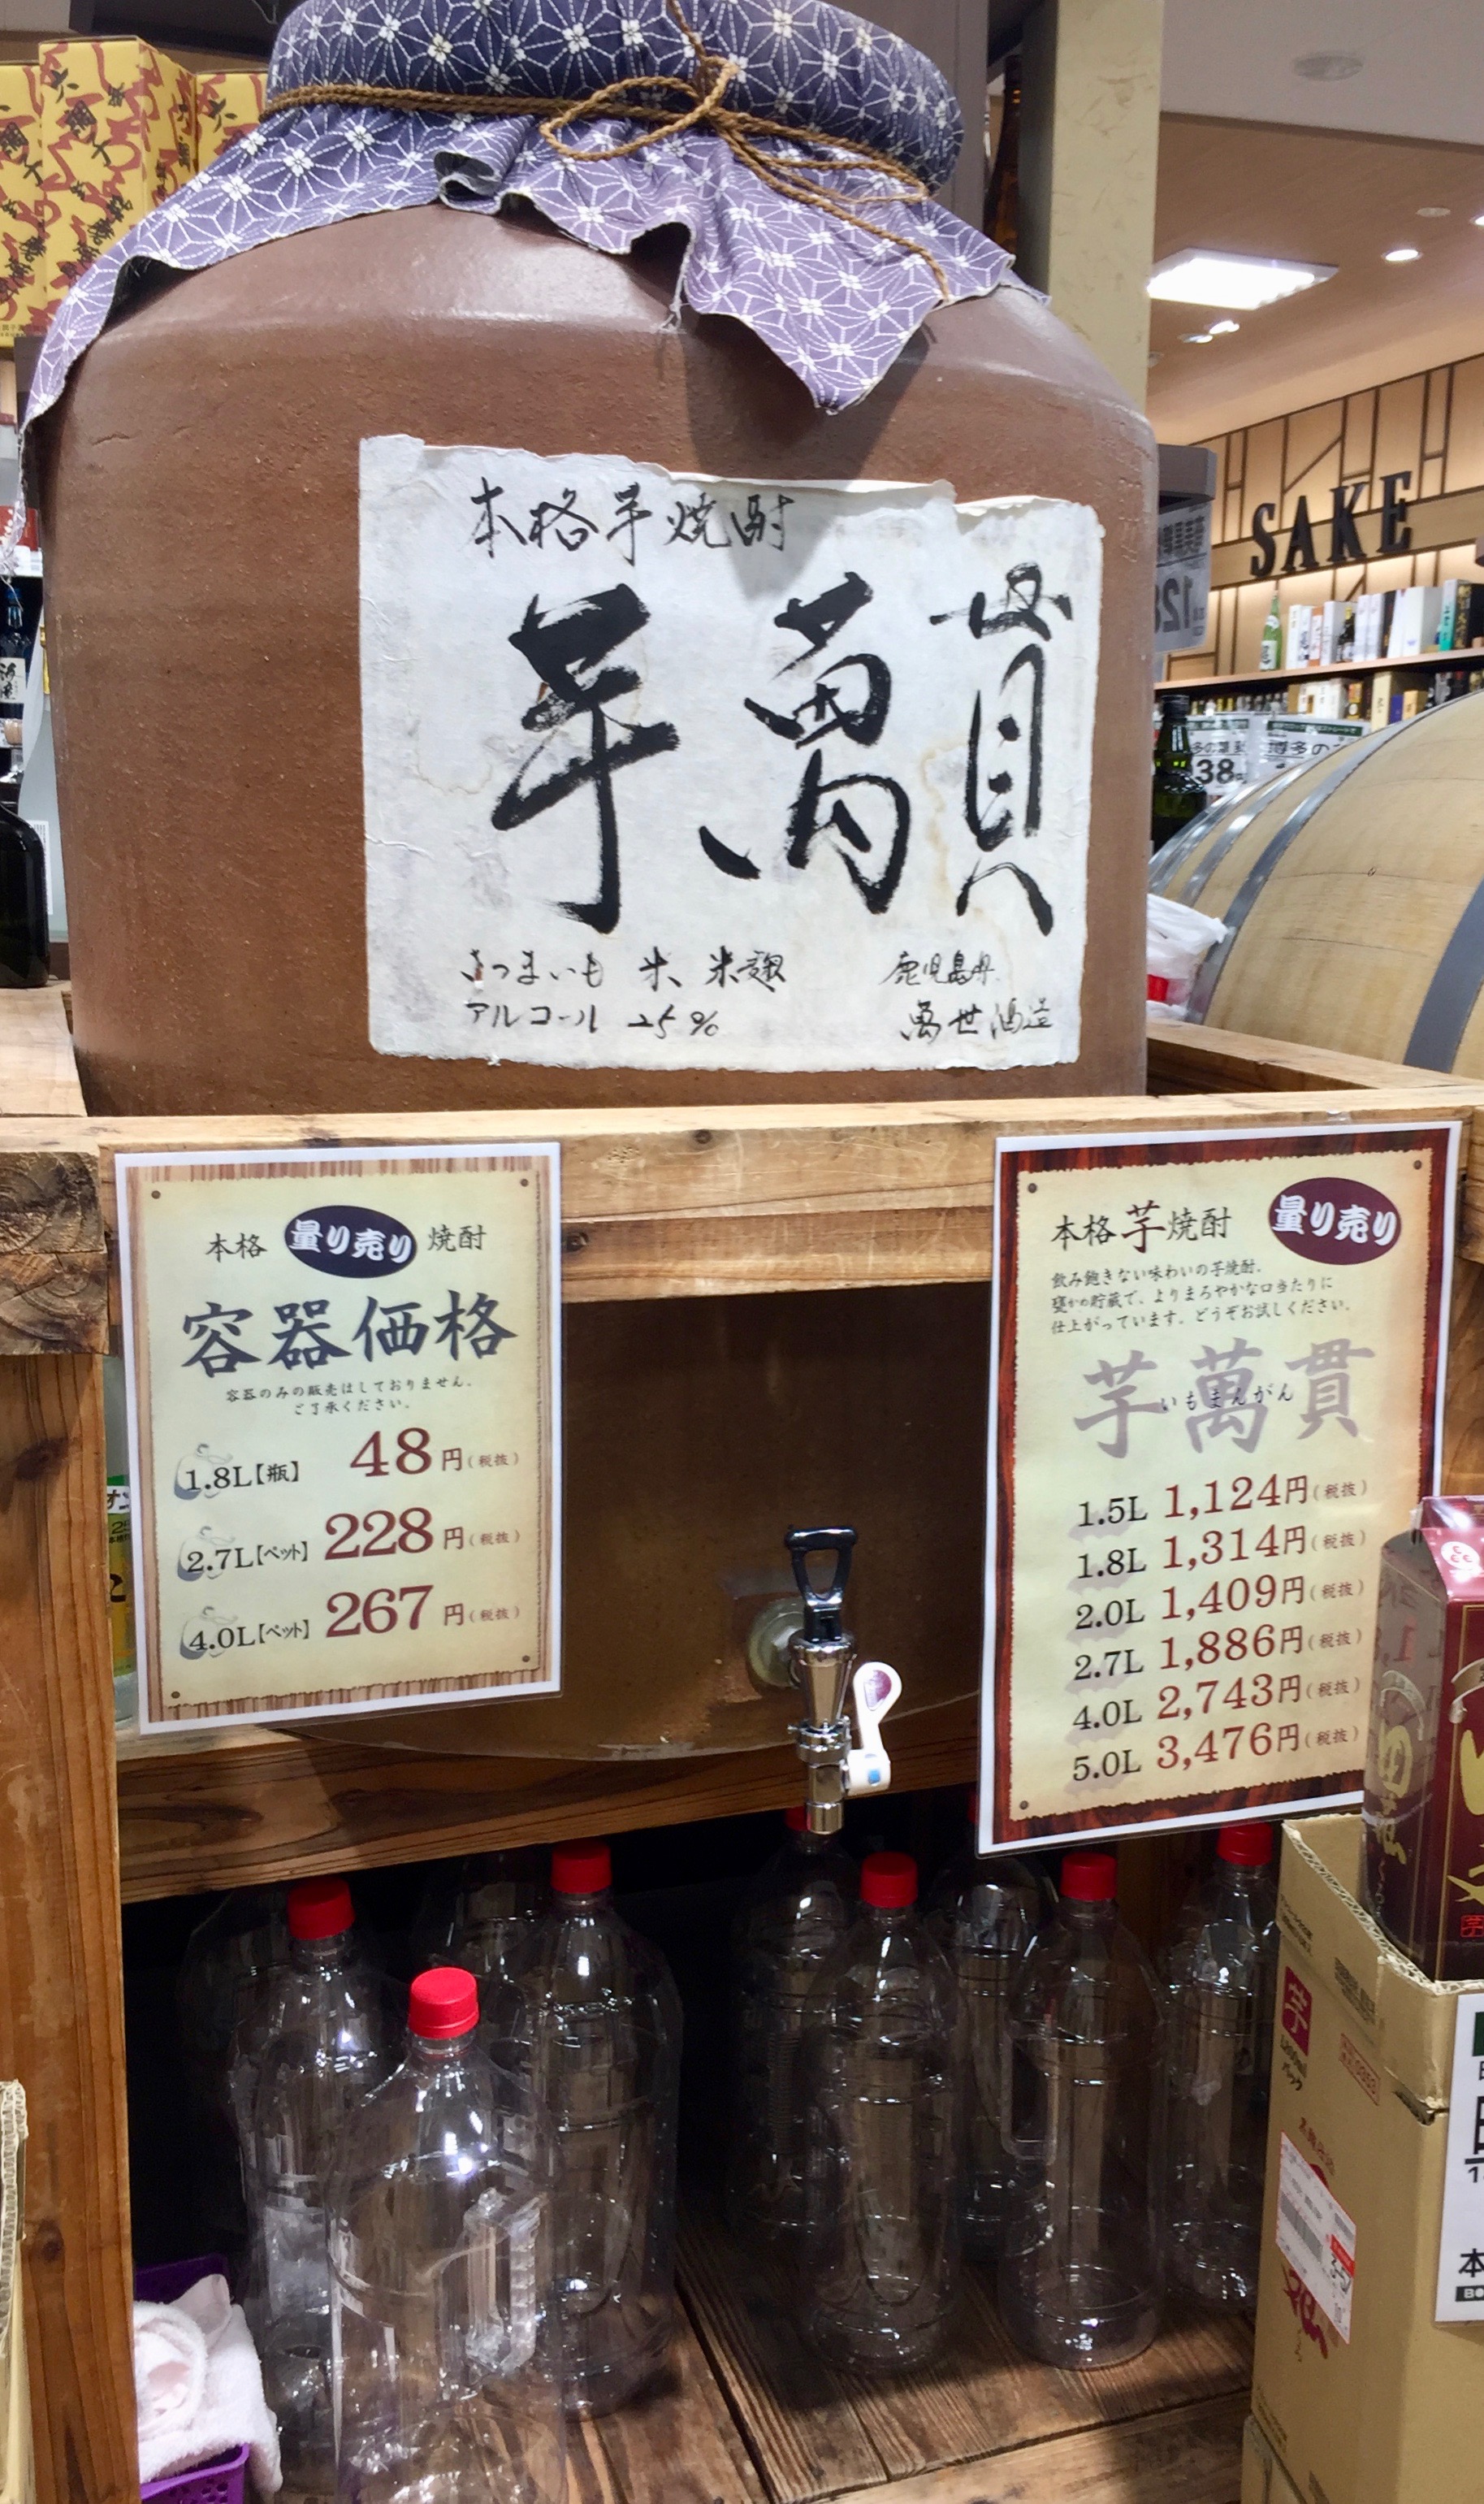 本格芋焼酎
芋萬貫
さつまいも 米、米麹
アルコール 25%
鹿児島県
萬世酒造
SAKE
本格 量り売り 焼酎
容器価格
容器のみの販売はしておりません。
ご了承ください。
1.8L【瓶】 48円(税抜)
2.7L【ペット】 228円(税抜)
4.0L【ペット】 267円(税抜)
本格芋焼酎 量り売り
飲み飽きない味わいの芋焼酎。
甕かめ貯蔵で、よりまろやかな口当たりに
仕上がっています。どうぞお試しください。
芋萬貫
いもまんがん
1.5L 1,124円(税抜)
1.8L 1,314円(税抜)
2.0L 1,409円(税抜)
2.7L 1,886円(税抜)
4.0L 2,743円(税抜)
5.0L 3,476円(税抜)
芋
1,800ml
パック